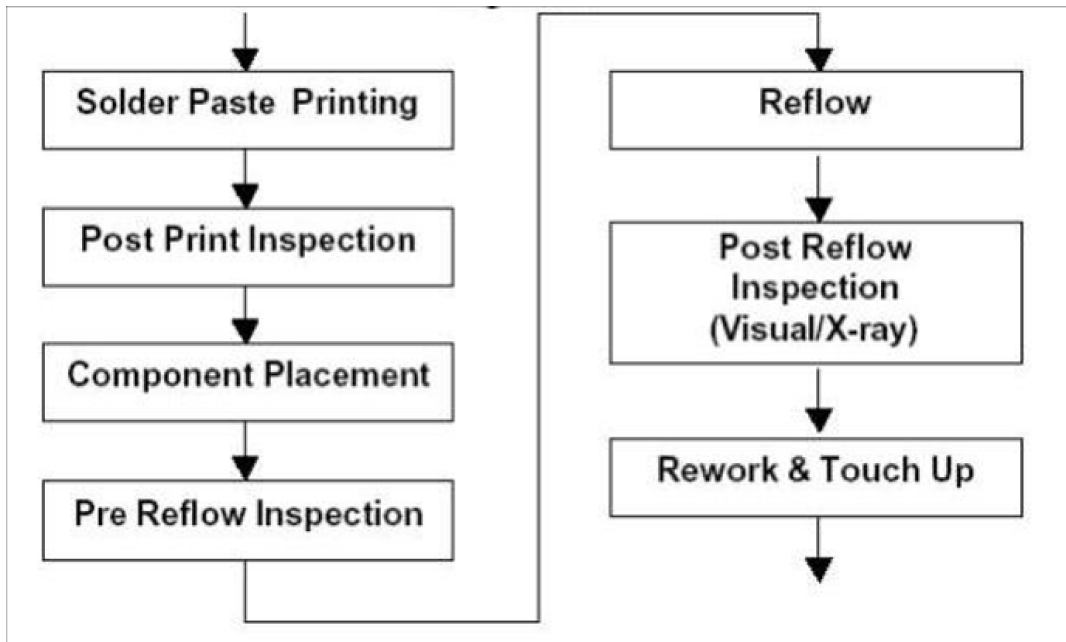 Solder Paste Printing
Post Print Inspection
Component Placement
Pre Reflow Inspection
Reflow
Post Reflow
Inspection
(Visual/X-ray)
Rework & Touch Up